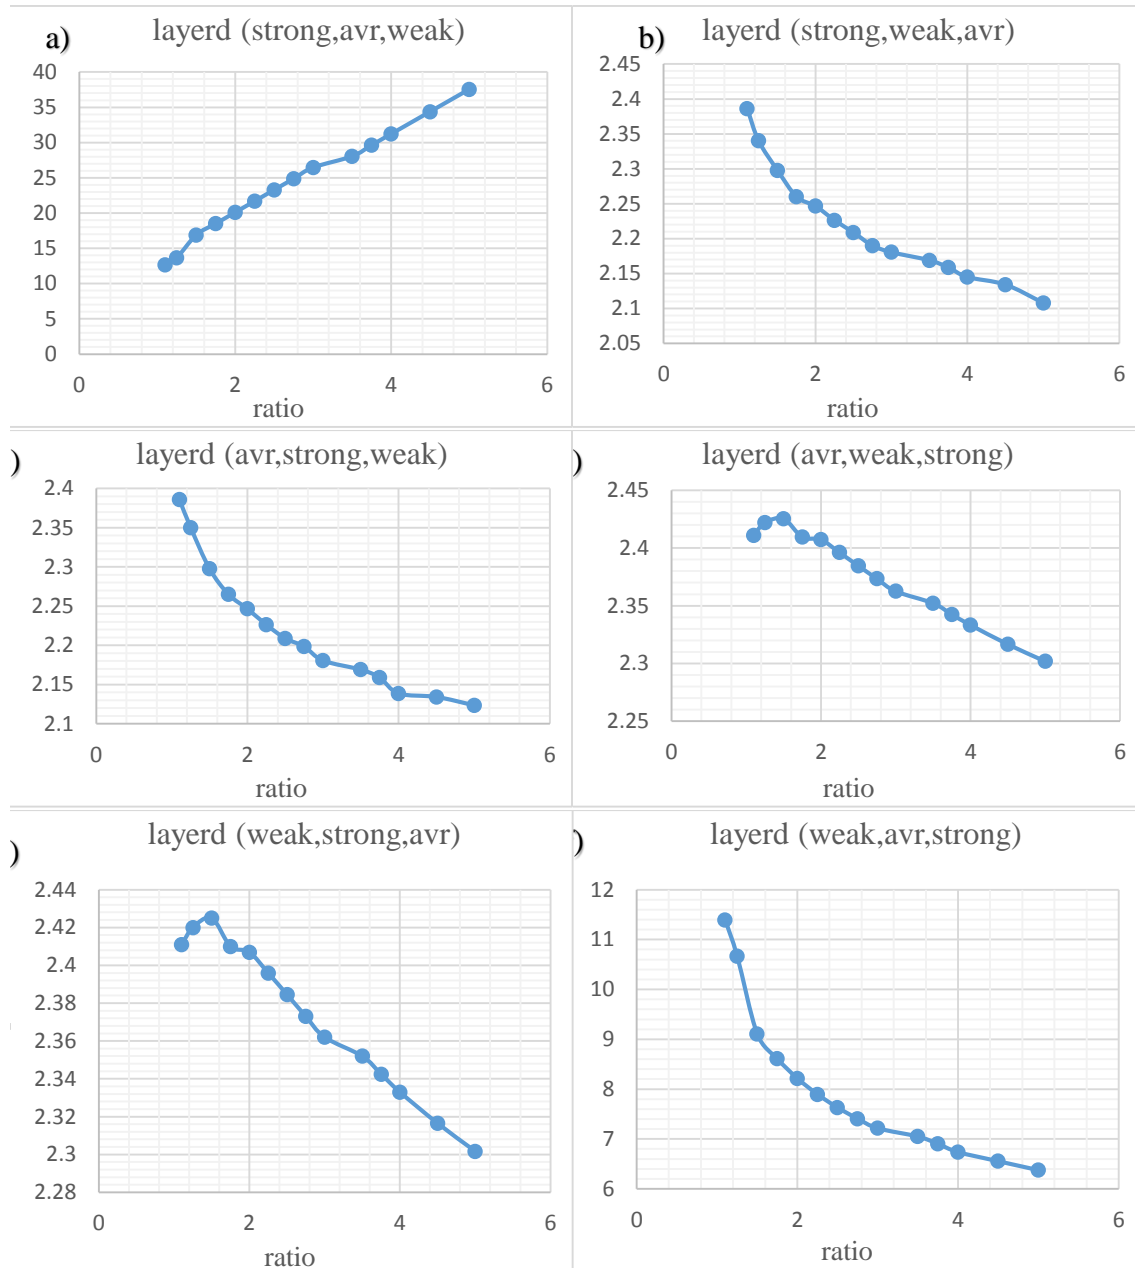 a) layerd (strong,avr,weak)
40
35
30
25
20
15
10
5
0
0 2 4 6
ratio
b) layerd (strong,weak,avr)
2.45
2.4
2.35
2.3
2.25
2.2
2.15
2.1
2.05
0 2 4 6
ratio
) layerd (avr,strong,weak)
2.4
2.35
2.3
2.25
2.2
2.15
2.1
0 2 4 6
ratio
) layerd (avr,weak,strong)
2.45
2.4
2.35
2.3
2.25
0 2 4 6
ratio
) layerd (weak,strong,avr)
2.44
2.42
2.4
2.38
2.36
2.34
2.32
2.3
2.28
0 2 4 6
ratio
) layerd (weak,avr,strong)
12
11
10
9
8
7
6
0 2 4 6
ratio